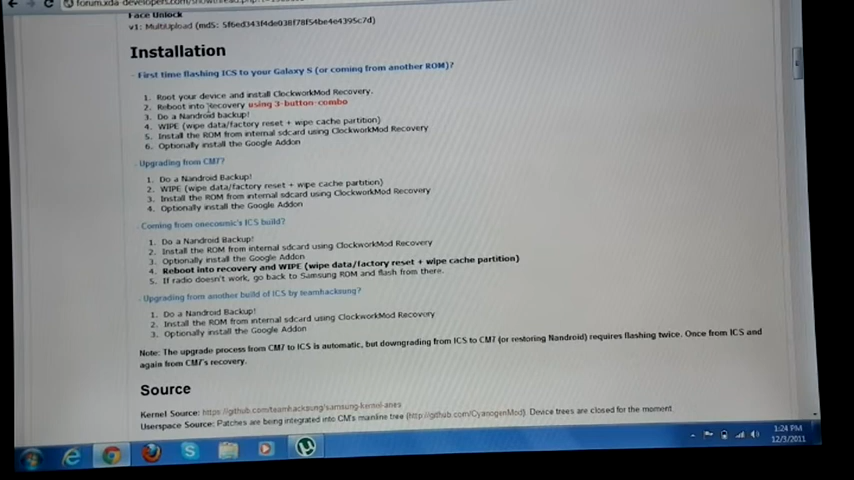 Face Unlock
v1: MultiUpload (md5: 5f6ed343f4de038f78f54be4e4395c7d)
Installation
- First time flashing ICS to your Galaxy S (or coming from another ROM)?
1. Root your device and install ClockworkMod Recovery.
2. Reboot into Recovery using 3-button-combo
3. Do a Nandroid backup!
4. WIPE (wipe data/factory reset + wipe cache partition)
5. Install the ROM from internal sdcard using ClockworkMod Recovery
6. Optionally install the Google Addon
- Upgrading from CM7?
1. Do a Nandroid Backup!
2. WIPE (wipe data/factory reset + wipe cache partition)
3. Install the ROM from internal sdcard using ClockworkMod Recovery
4. Optionally install the Google Addon
- Coming from onecosmic's ICS build?
1. Do a Nandroid Backup!
2. Install the ROM from internal sdcard using ClockworkMod Recovery
3. Optionally install the Google Addon
4. Reboot into recovery and WIPE (wipe data/factory reset + wipe cache partition)
5. If radio doesn't work, go back to Samsung ROM and flash from there.
- Upgrading from another build of ICS by teamhacksung?
1. Do a Nandroid Backup!
2. Install the ROM from internal sdcard using ClockworkMod Recovery
3. Optionally install the Google Addon
Note: The upgrade process from CM7 to ICS is automatic, but downgrading from ICS to CM7 (or restoring Nandroid) requires flashing twice. Once from ICS and
again from CM7's recovery.
Source
Kernel Source: https://github.com/teamhacksung/samsung-kernel-aries
Userspace Source: Patches are being integrated into CM's mainline tree (http://github.com/CyanogenMod). Device trees are closed for the moment
1:24 PM
12/3/2011